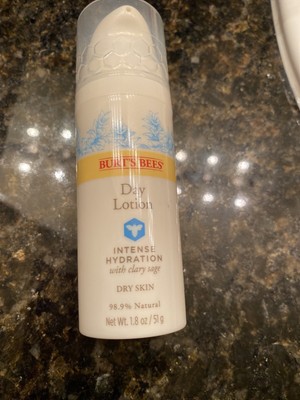 BURT'S BEES®
Day
Lotion
INTENSE
HYDRATION
with clary sage
DRY SKIN
98.9% Natural
Net Wt. 1.8 oz / 51 g